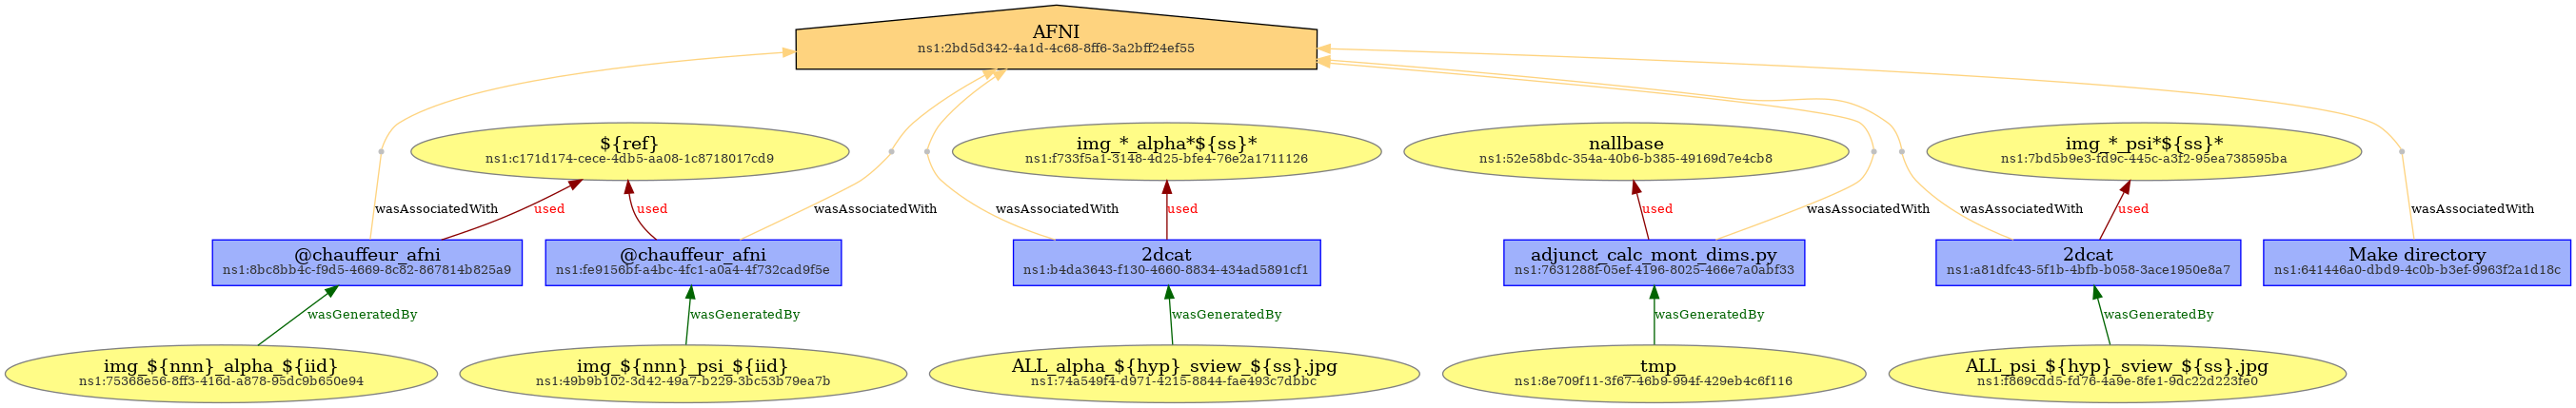 AFNI
ns1:2bd5d342-4a1d-4c68-8ff6-3a2bff24ef55
${ref}
ns1:c171d174-cece-4db5-aa08-1c8718017cd9
img_*_alpha*${ss}*
ns1:f733f5a1-3148-4d25-bfe4-76e2a1711126
nallbase
ns1:52e58bdc-354a-40b6-b385-49169d7e4cb8
img_*_psi*${ss}*
ns1:7bd5b9e3-fd9c-445c-a3f2-95ea738595ba
wasAssociatedWith
used
used
wasAssociatedWith
wasAssociatedWith
used
used
wasAssociatedWith
wasAssociatedWith
used
wasAssociatedWith
@chauffeur_afni
ns1:8bc8bb4c-f9d5-4669-8c82-867814b825a9
@chauffeur_afni
ns1:fe9156bf-a4bc-4fc1-a0a4-4f732cad9f5e
2dcat
ns1:b4da3643-f130-4660-8834-434ad5891cf1
adjunct_calc_mont_dims.py
ns1:7631288f-05ef-4196-8025-466e7a0abf33
2dcat
ns1:a81dfc43-5f1b-4bfb-b058-3ace1950e8a7
Make directory
ns1:641446a0-dbd9-4c0b-b3ef-9963f2a1d18c
wasGeneratedBy
wasGeneratedBy
wasGeneratedBy
wasGeneratedBy
wasGeneratedBy
img_${nnn}_alpha_${iid}
ns1:75368e56-8ff3-416d-a878-95dc9b650e94
img_${nnn}_psi_${iid}
ns1:49b9b102-3d42-49a7-b229-3bc53b79ea7b
ALL_alpha_${hyp}_sview_${ss}.jpg
ns1:74a549f4-d971-4215-8844-fae493c7dbbc
__tmp_
ns1:8e709f11-3f67-46b9-994f-429eb4c6f116
ALL_psi_${hyp}_sview_${ss}.jpg
ns1:f869cdd5-fd76-4a9e-8fe1-9dc22d223fe0